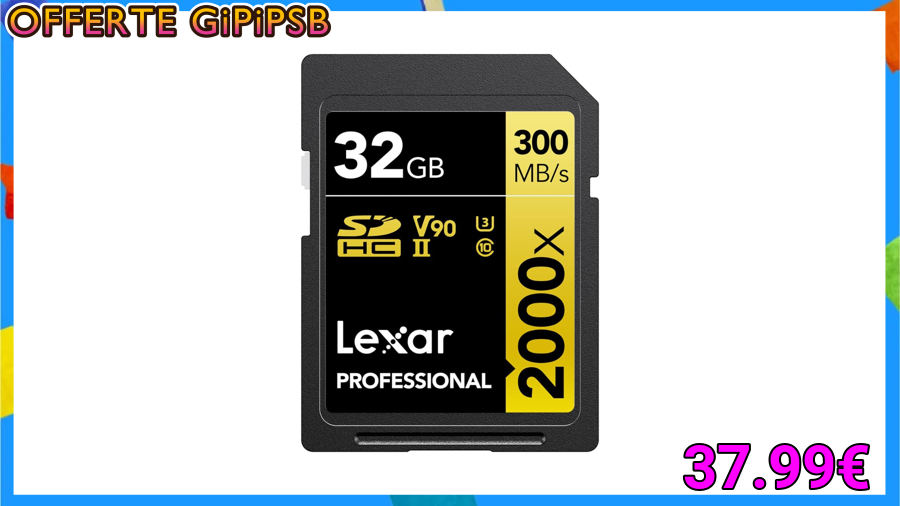 OFFERTE GiPiPSB
32GB
300
MB/s
SD
HC
V90
II
3
10
2000x
Lexar
PROFESSIONAL
37.99€